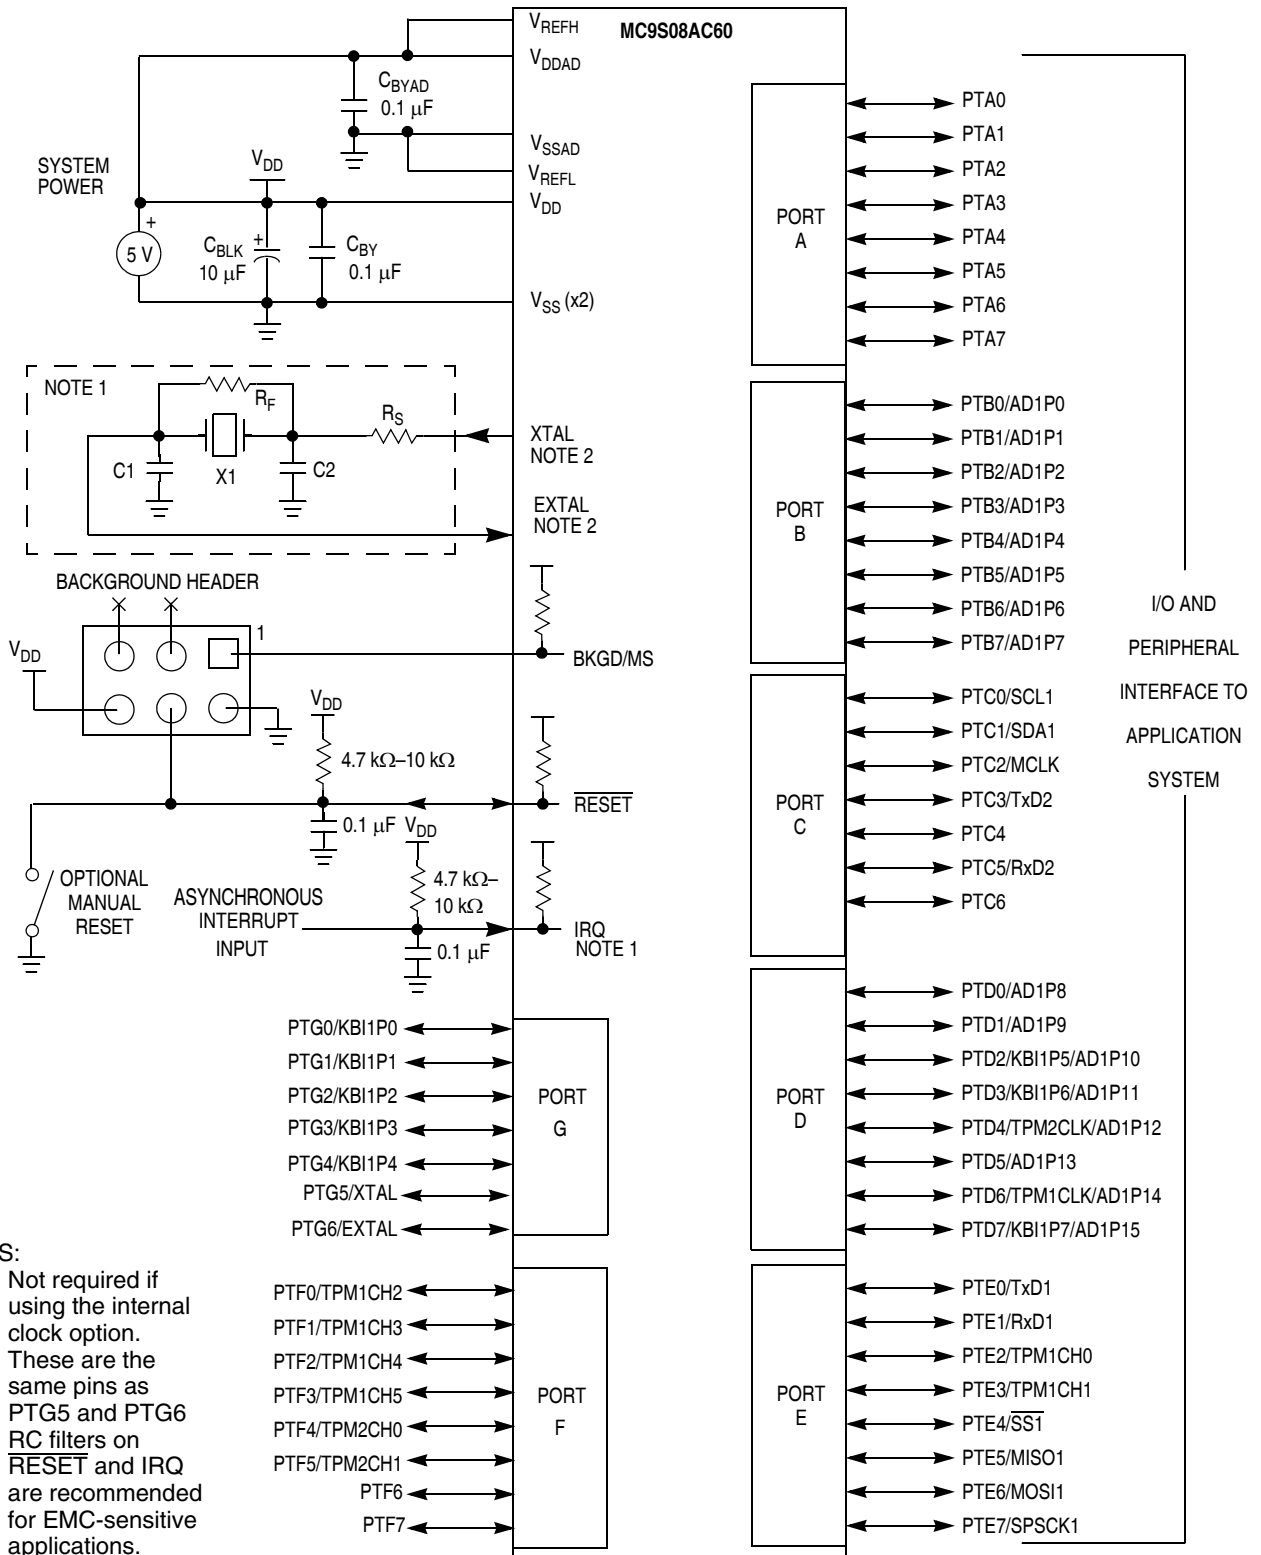 MC9S08AC60
VREFH
VDDAD
CBYAD
0.1 μF
VSSAD
VREFL
VDD
SYSTEM
POWER
VDD
+
5 V
CBLK
+
10 μF
CBY
0.1 μF
VSS (x2)
NOTE 1
RF
RS
C1
X1
C2
XTAL
NOTE 2
EXTAL
NOTE 2
BACKGROUND HEADER
1
VDD
BKGD/MS
VDD
4.7 kΩ–10 kΩ
RESET
0.1 μF
VDD
OPTIONAL
MANUAL
RESET
ASYNCHRONOUS
INTERRUPT
INPUT
4.7 kΩ–
10 kΩ
0.1 μF
IRQ
NOTE 1
PTG0/KBI1P0
PTG1/KBI1P1
PTG2/KBI1P2
PTG3/KBI1P3
PTG4/KBI1P4
PTG5/XTAL
PTG6/EXTAL
PORT
G
PTF0/TPM1CH2
PTF1/TPM1CH3
PTF2/TPM1CH4
PTF3/TPM1CH5
PTF4/TPM2CH0
PTF5/TPM2CH1
PTF6
PTF7
PORT
F
S:
Not required if
using the internal
clock option.
These are the
same pins as
PTG5 and PTG6
RC filters on
RESET and IRQ
are recommended
for EMC-sensitive
applications.
PORT
A
PTA0
PTA1
PTA2
PTA3
PTA4
PTA5
PTA6
PTA7
PORT
B
PTB0/AD1P0
PTB1/AD1P1
PTB2/AD1P2
PTB3/AD1P3
PTB4/AD1P4
PTB5/AD1P5
PTB6/AD1P6
PTB7/AD1P7
PORT
C
PTC0/SCL1
PTC1/SDA1
PTC2/MCLK
PTC3/TxD2
PTC4
PTC5/RxD2
PTC6
PORT
D
PTD0/AD1P8
PTD1/AD1P9
PTD2/KBI1P5/AD1P10
PTD3/KBI1P6/AD1P11
PTD4/TPM2CLK/AD1P12
PTD5/AD1P13
PTD6/TPM1CLK/AD1P14
PTD7/KBI1P7/AD1P15
PORT
E
PTE0/TxD1
PTE1/RxD1
PTE2/TPM1CH0
PTE3/TPM1CH1
PTE4/SS1
PTE5/MISO1
PTE6/MOSI1
PTE7/SPSCK1
I/O AND
PERIPHERAL
INTERFACE TO
APPLICATION
SYSTEM